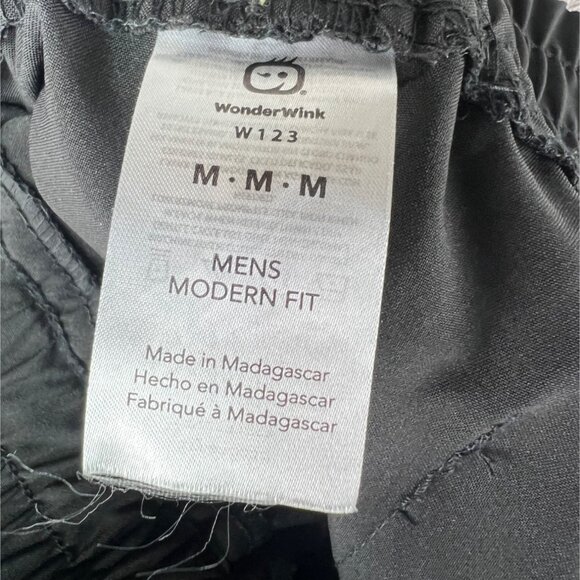 WonderWink
W123
M · M · M
MENS
MODERN FIT
Made in Madagascar
Hecho en Madagascar
Fabriqué à Madagascar